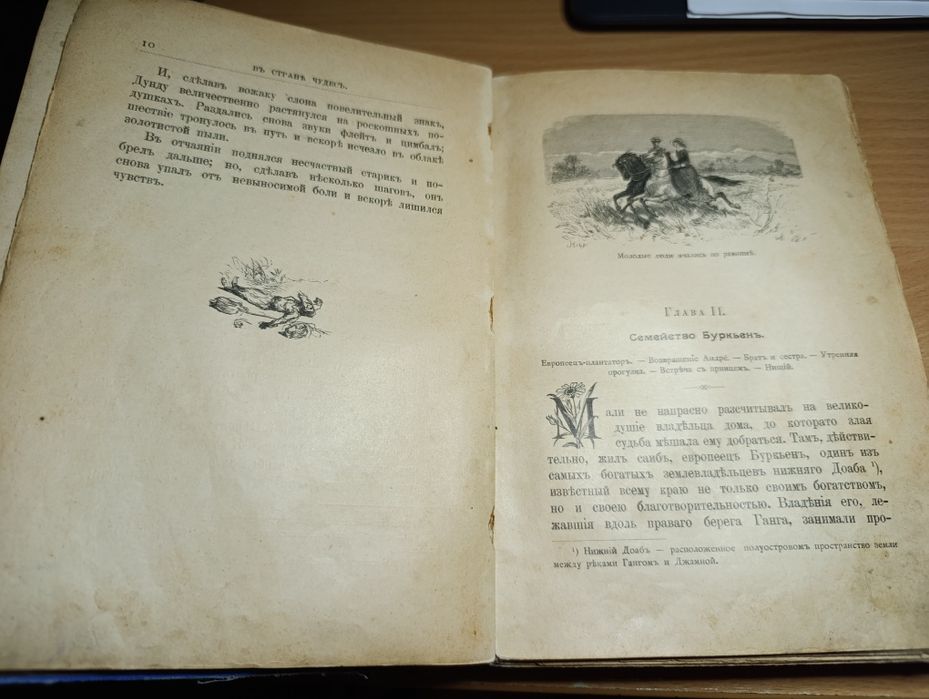 10
ВЪ СТРАНѢ ЧУДЕСЪ.
И, сдѣлавъ вожаку слона повелительный знакъ,
Дунду величественно растянулся на роскошныхъ по-
душкахъ. Раздались снова звуки флейтъ и цимбалъ;
шествіе тронулось въ путь и вскорѣ исчезло въ облакѣ
золотистой пыли.
Въ отчаяніи поднялся несчастный старикъ и по-
брелъ дальше; но, сдѣлавъ нѣсколько шаговъ, онъ
снова упалъ отъ невыносимой боли и вскорѣ лишился
чувствъ.
Молодые люди мчались по равнинѣ.
ГЛАВА II.
Семейство Буркьенъ.
Европеец-плантаторъ. — Возвращеніе Андрё. — Братъ и сестра. — Утренняя
прогулка. — Встрѣча съ принцемъ. — Нищій.
Мали не напрасно разсчитывалъ на велико-
душіе владѣльца дома, до котораго злая
судьба мѣшала ему добраться. Тамъ, дѣйстви-
тельно, жилъ саибъ, европеецъ Буркьенъ, одинъ изъ
самыхъ богатыхъ землевладѣльцевъ нижняго Доаба ¹),
извѣстный всему краю не только своимъ богатствомъ,
но и своею благотворительностью. Владѣнія его, ле-
жавшія вдоль праваго берега Ганга, занимали про-
¹) Нижній Доабъ — расположенное полуостровомъ пространство земли
между рѣками Гангомъ и Джамной.